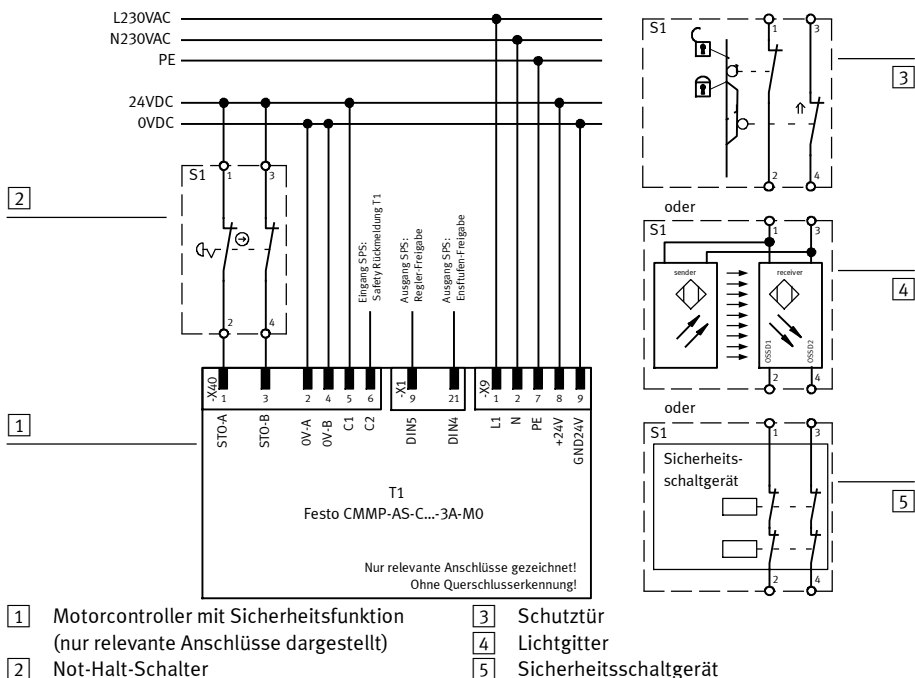 L230VAC
N230VAC
PE
24VDC
0VDC
S1
1
3
2
4
2
Eingang SPS:
Safety Rückmeldung T1
Ausgang SPS:
Regler-Freigabe
Ausgang SPS:
Ensftufen-Freigabe
-X40
1
3
2
4
5
6
-X1
9
21
-X9
1
2
7
8
9
STO-A
STO-B
0V-A
0V-B
C1
C2
DIN5
DIN4
L1
N
PE
+24V
GND24V
1
T1
Festo CMMP-AS-C...-3A-M0
Nur relevante Anschlüsse gezeichnet!
Ohne Querschlusserkennung!
S1
1
3
2
4
3
oder
S1
1
3
sender
receiver
OSSD1
OSSD2
2
4
4
oder
S1
1
3
Sicherheits-
schaltgerät
2
4
5
1 Motorcontroller mit Sicherheitsfunktion
(nur relevante Anschlüsse dargestellt)
2 Not-Halt-Schalter
3 Schutztür
4 Lichtgitter
5 Sicherheitsschaltgerät